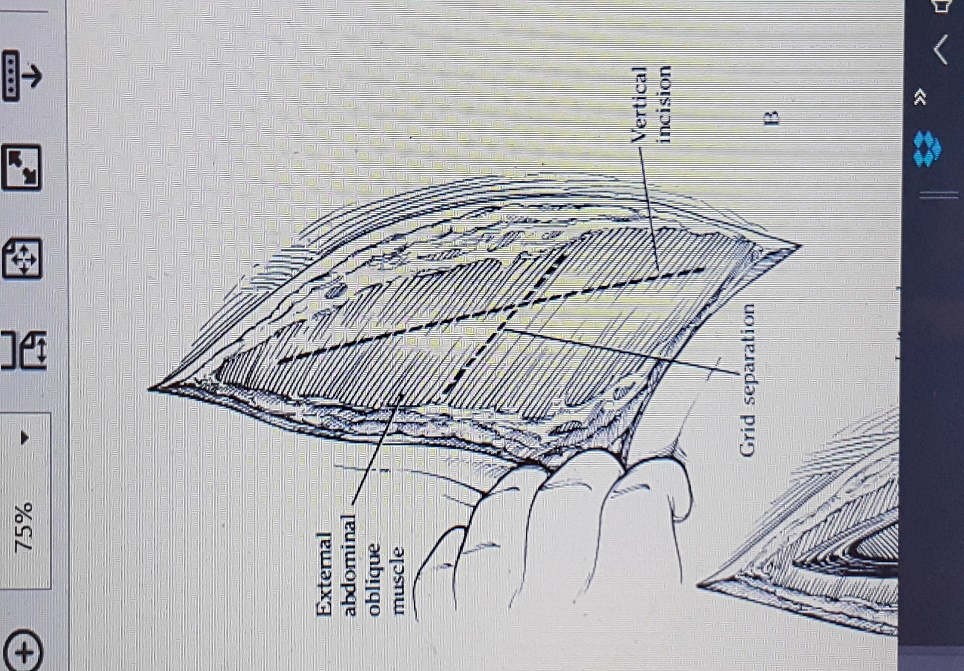 External
abdominal
oblique
muscle
Vertical
incision
Grid separation
B
75%